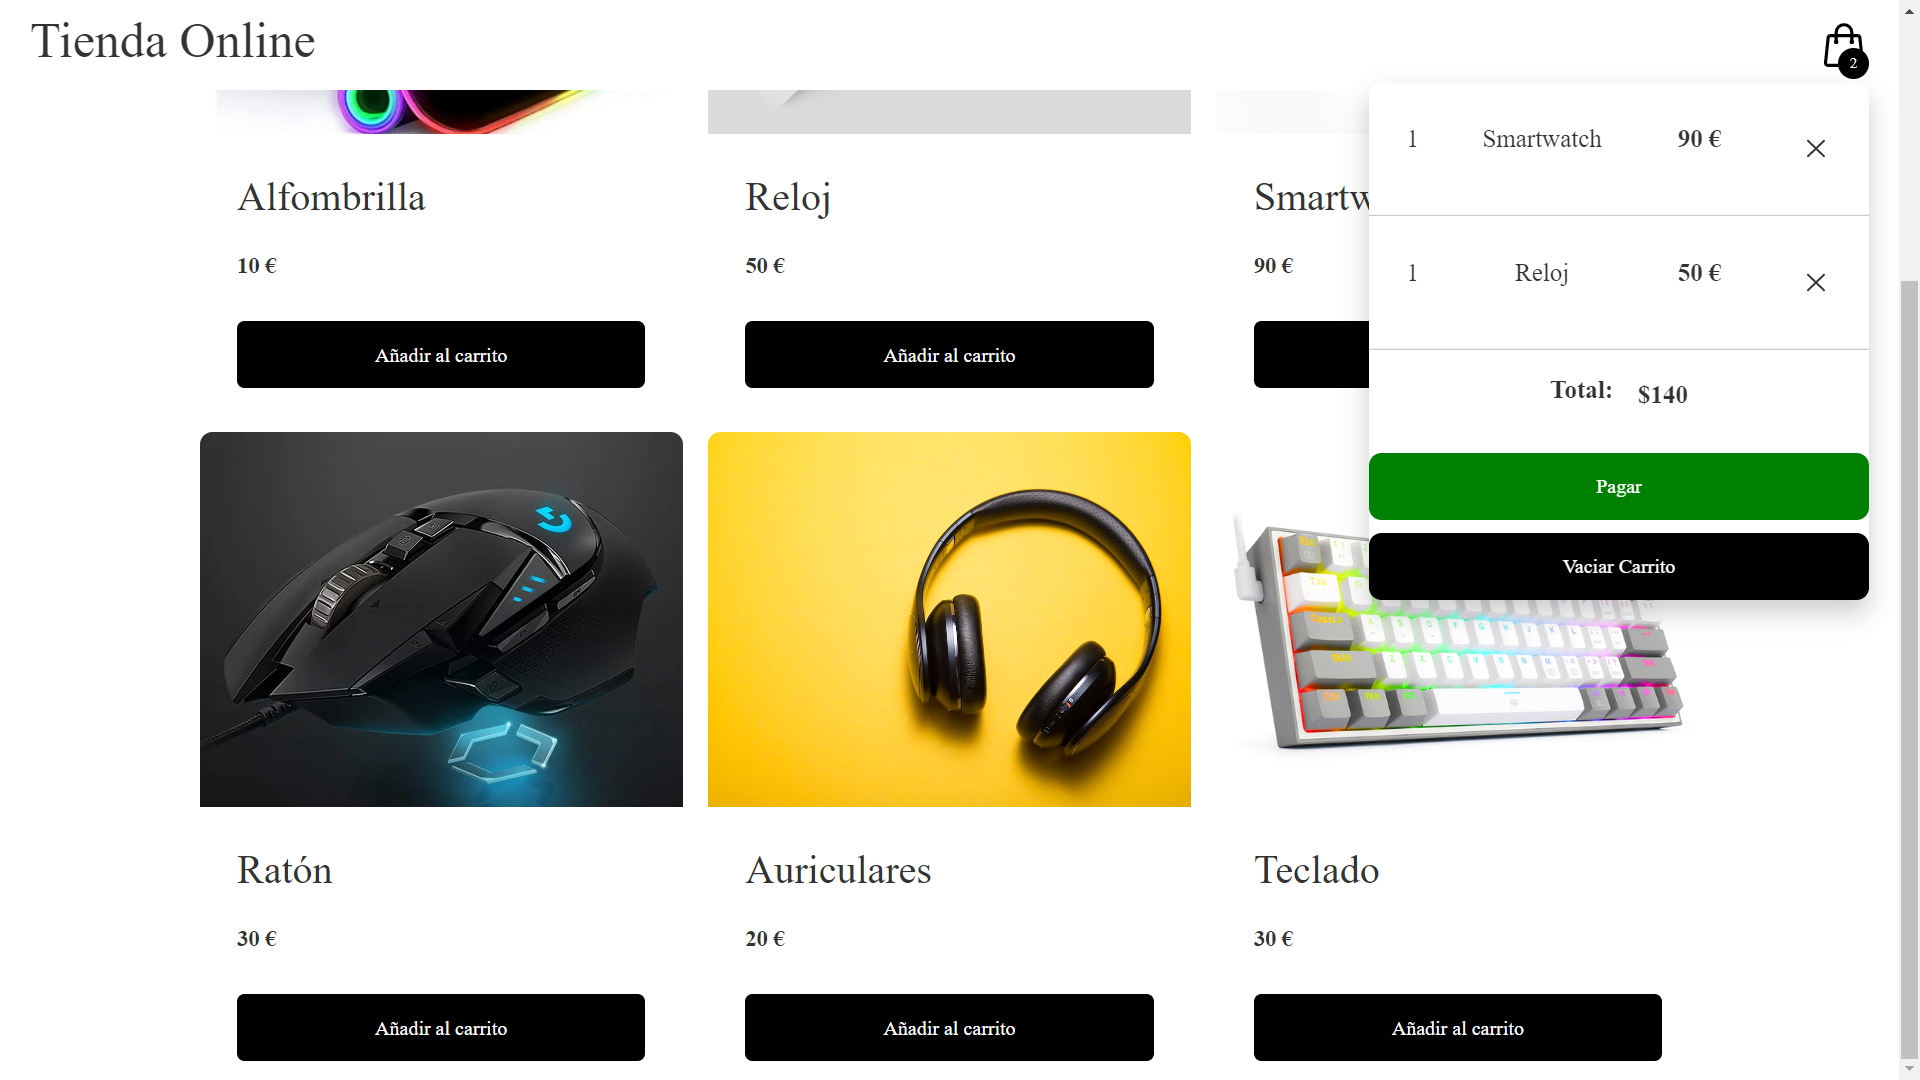 Tienda Online
2
1 Smartwatch 90 €
1 Reloj 50 €
Total: $140
Pagar
Vaciar Carrito
Alfombrilla
10 €
Añadir al carrito
Reloj
50 €
Añadir al carrito
Smartw
90 €
Ratón
30 €
Añadir al carrito
Auriculares
20 €
Añadir al carrito
Teclado
30 €
Añadir al carrito